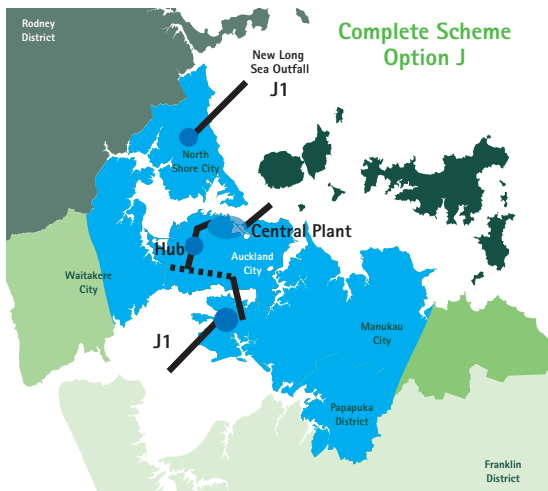 Rodney
District
Complete Scheme
Option J
New Long
Sea Outfall
J1
North
Shore City
Central Plant
Hub
Auckland
City
Waitakere
City
J1
Manukau
City
Papapuka
District
Franklin
District